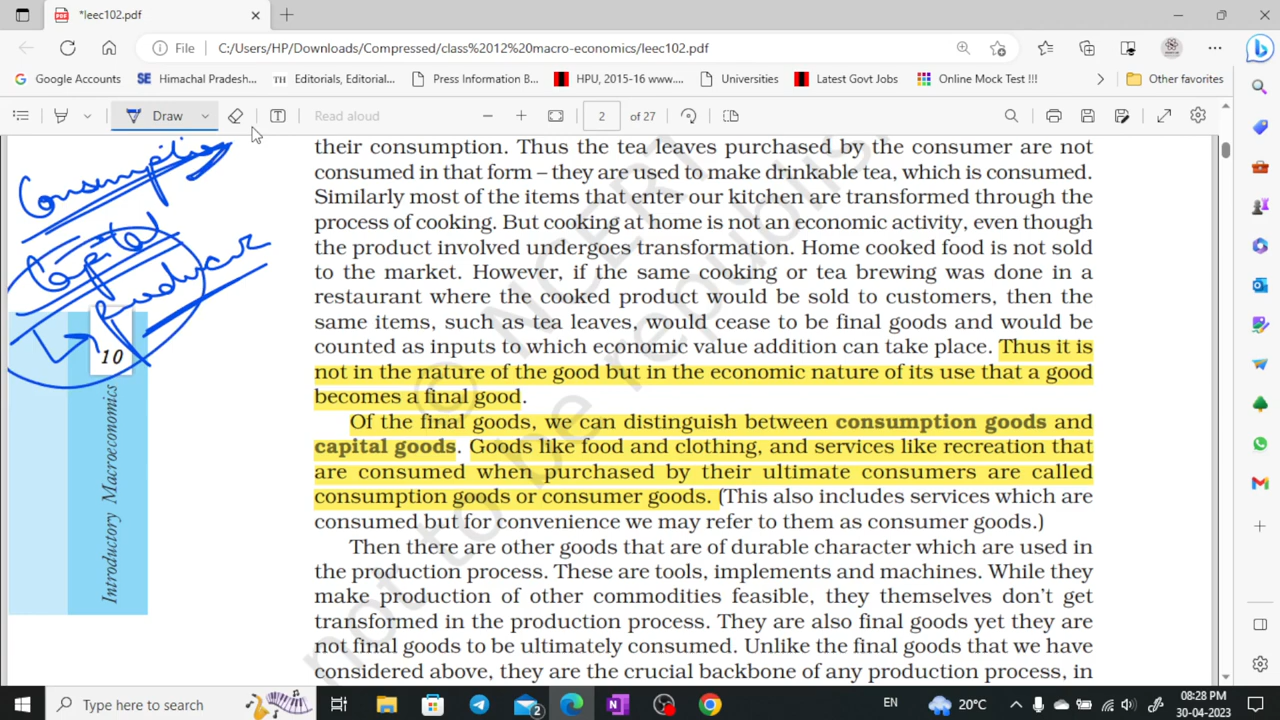 *leec102.pdf
File C:/Users/HP/Downloads/Compressed/class%2012%20macro-economics/leec102.pdf
Google Accounts SE Himachal Pradesh... TH Editorials, Editorial... Press Information B... HPU, 2015-16 www.... Universities Latest Govt Jobs Online Mock Test !!! Other favorites
Draw Read aloud 2 of 27
Consumption
Capital
Producer
10
Introductory Macroeconomics
their consumption. Thus the tea leaves purchased by the consumer are not
consumed in that form – they are used to make drinkable tea, which is consumed.
Similarly most of the items that enter our kitchen are transformed through the
process of cooking. But cooking at home is not an economic activity, even though
the product involved undergoes transformation. Home cooked food is not sold
to the market. However, if the same cooking or tea brewing was done in a
restaurant where the cooked product would be sold to customers, then the
same items, such as tea leaves, would cease to be final goods and would be
counted as inputs to which economic value addition can take place. Thus it is
not in the nature of the good but in the economic nature of its use that a good
becomes a final good.
Of the final goods, we can distinguish between consumption goods and
capital goods. Goods like food and clothing, and services like recreation that
are consumed when purchased by their ultimate consumers are called
consumption goods or consumer goods. (This also includes services which are
consumed but for convenience we may refer to them as consumer goods.)
Then there are other goods that are of durable character which are used in
the production process. These are tools, implements and machines. While they
make production of other commodities feasible, they themselves don't get
transformed in the production process. They are also final goods yet they are
not final goods to be ultimately consumed. Unlike the final goods that we have
considered above, they are the crucial backbone of any production process, in
© NCERT
not to be republi
Type here to search 2 EN 20°C 08:28 PM
30-04-2023